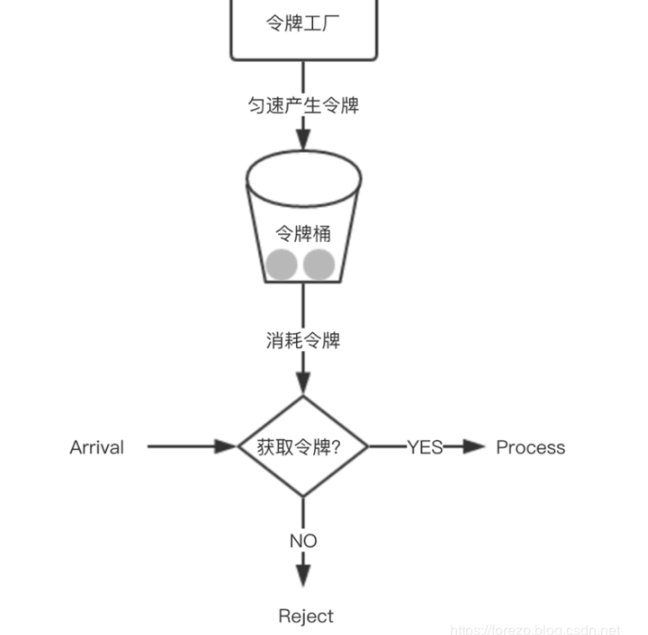 令牌工厂
匀速产生令牌
令牌桶
消耗令牌
Arrival
获取令牌?
YES
Process
NO
Reject
https://forezp.blog.csdn.net